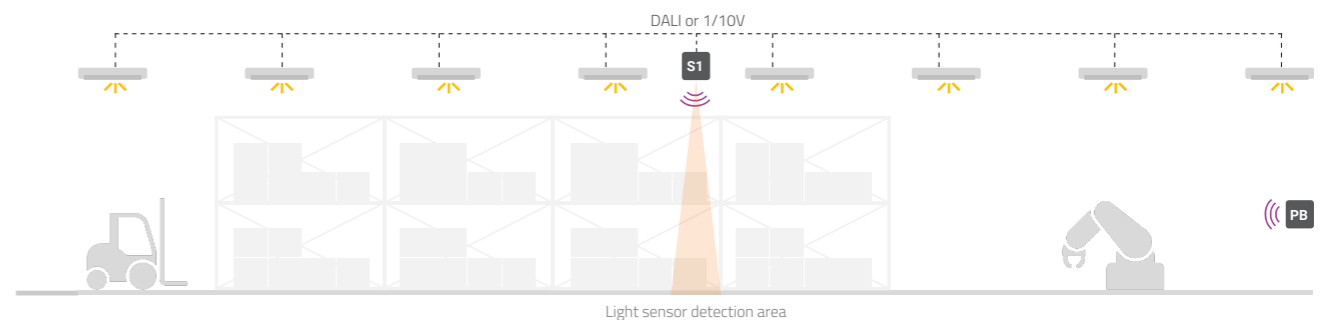 DALI or 1/10V
S1
PB
Light sensor detection area